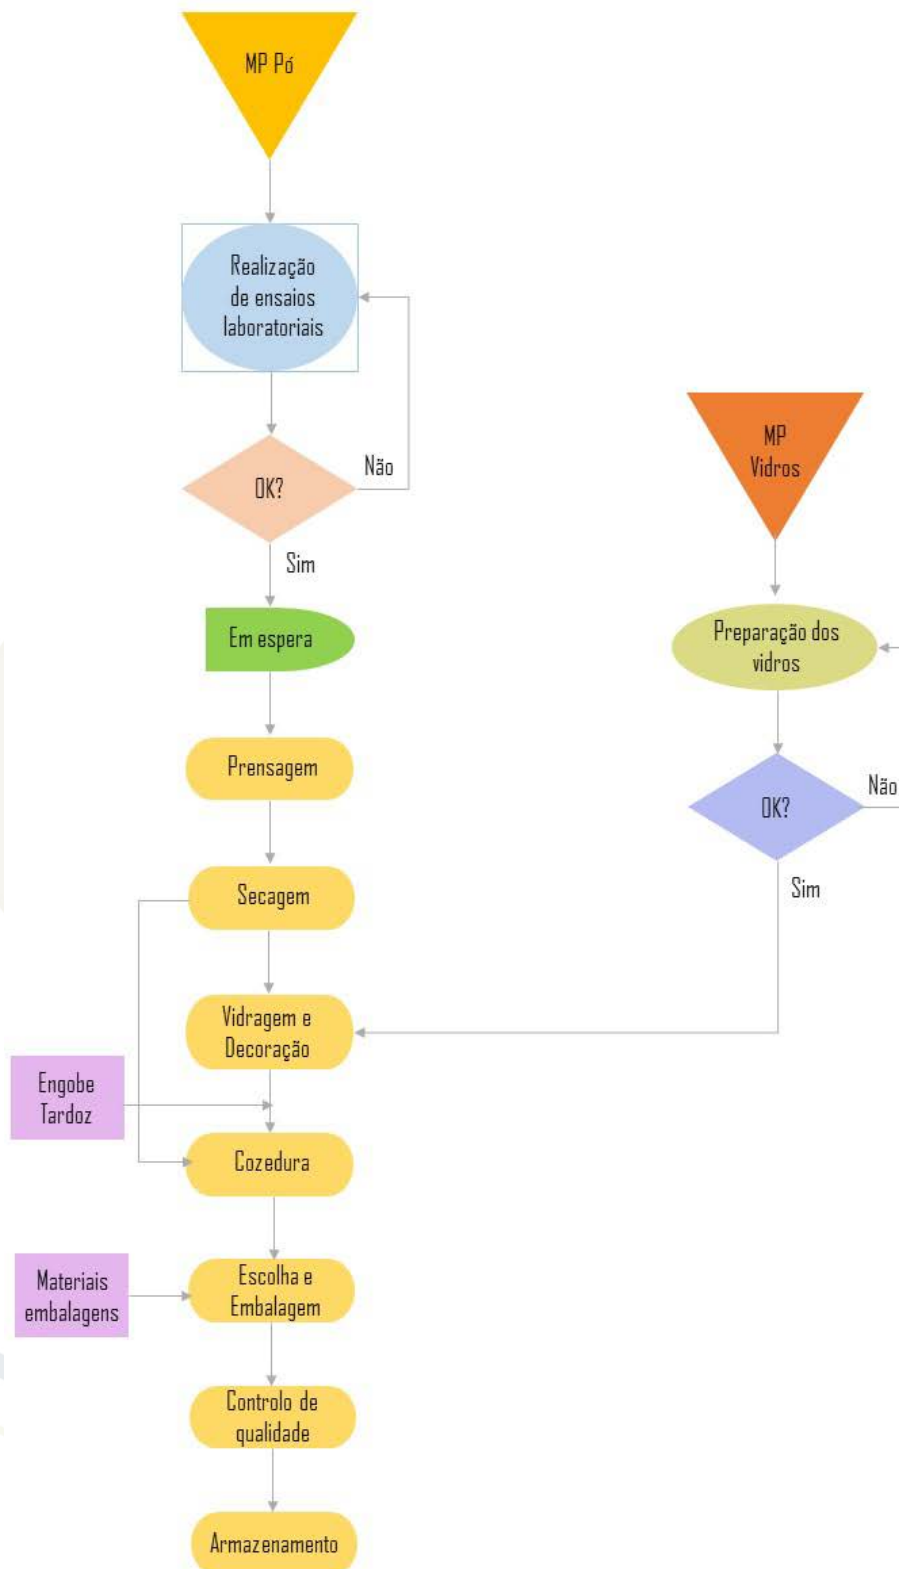 MP Pó
Realização
de ensaios
laboratoriais
OK?
Não
Sim
Em espera
Prensagem
Secagem
Vidragem e
Decoração
Engobe
Tardoz
Cozedura
Materiais
embalagens
Escolha e
Embalagem
Controlo de
qualidade
Armazenamento
MP
Vidros
Preparação dos
vidros
OK?
Não
Sim